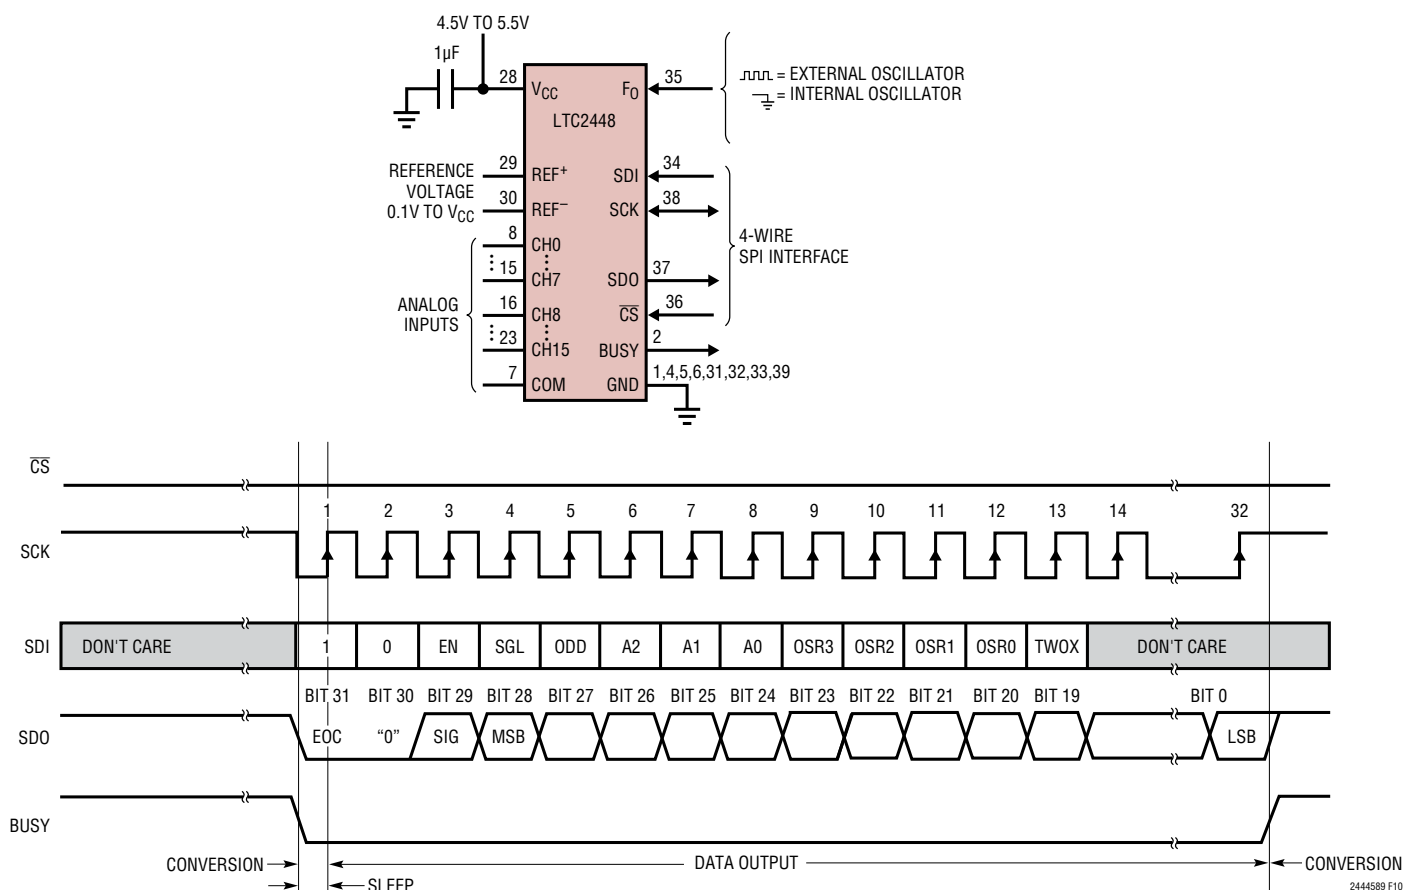 4.5V TO 5.5V
1µF
28
VCC
FO
35
= EXTERNAL OSCILLATOR
= INTERNAL OSCILLATOR
LTC2448
REFERENCE
VOLTAGE
0.1V TO VCC
29
REF+
30
REF–
SDI
34
SCK
38
4-WIRE
SPI INTERFACE
8
CH0
15
CH7
SDO
37
ANALOG
INPUTS
16
CH8
CS
36
23
CH15
BUSY
2
7
COM
GND
1,4,5,6,31,32,33,39
CS
1 2 3 4 5 6 7 8 9 10 11 12 13 14 32
SCK
SDI DON'T CARE 1 0 EN SGL ODD A2 A1 A0 OSR3 OSR2 OSR1 OSR0 TWOX DON'T CARE
BIT 31 BIT 30 BIT 29 BIT 28 BIT 27 BIT 26 BIT 25 BIT 24 BIT 23 BIT 22 BIT 21 BIT 20 BIT 19 BIT 0
SDO EOC “0” SIG MSB LSB
BUSY
CONVERSION DATA OUTPUT CONVERSION
SLEEP
2444589 F10